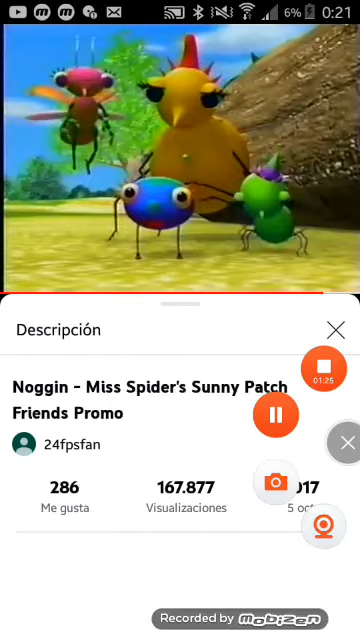 6% 0:21
Descripción
Noggin - Miss Spider's Sunny Patch
Friends Promo
24fpsfan
286 167.877
Me gusta Visualizaciones 5
01:25
Recorded by mobizen